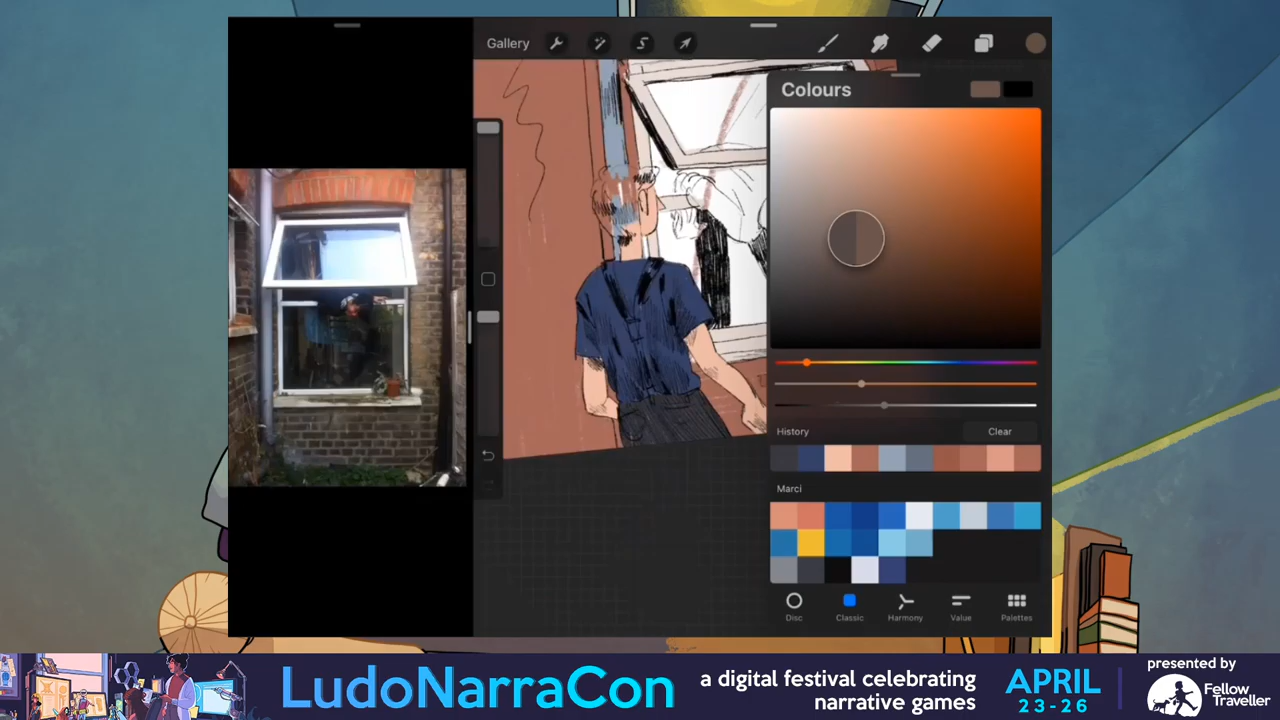 Gallery
Colours
History
Clear
Marci
Disc
Classic
Harmony
Value
Palettes
LudoNarraCon
a digital festival celebrating
narrative games
APRIL
23-26
presented by
Fellow
Traveller